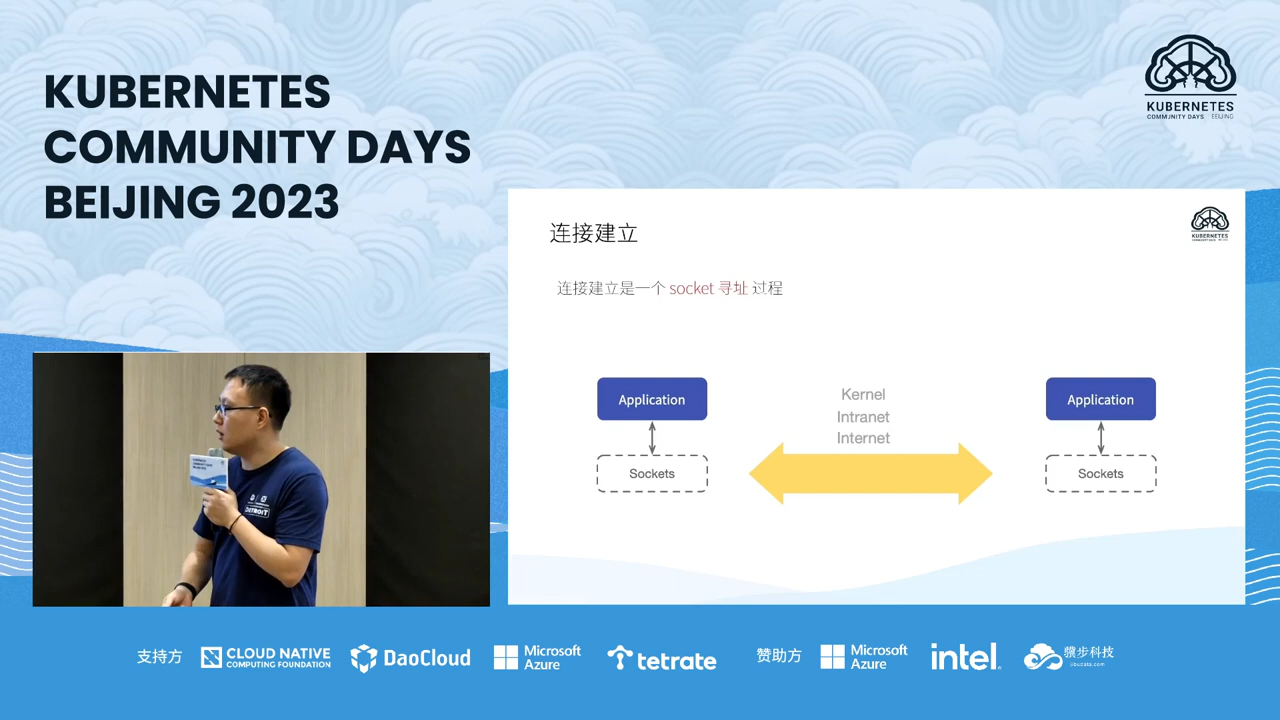 KUBERNETES
COMMUNITY DAYS
BEIJING 2023
KUBERNETES
COMMUNITY DAYS BEIJING
连接建立
连接建立是一个 socket 寻址 过程
Application
Sockets
Kernel
Intranet
Internet
Application
Sockets
DETROIT
支持方
CLOUD NATIVE
COMPUTING FOUNDATION
DaoCloud
Microsoft
Azure
tetrate
赞助方
Microsoft
Azure
intel.
骥步科技